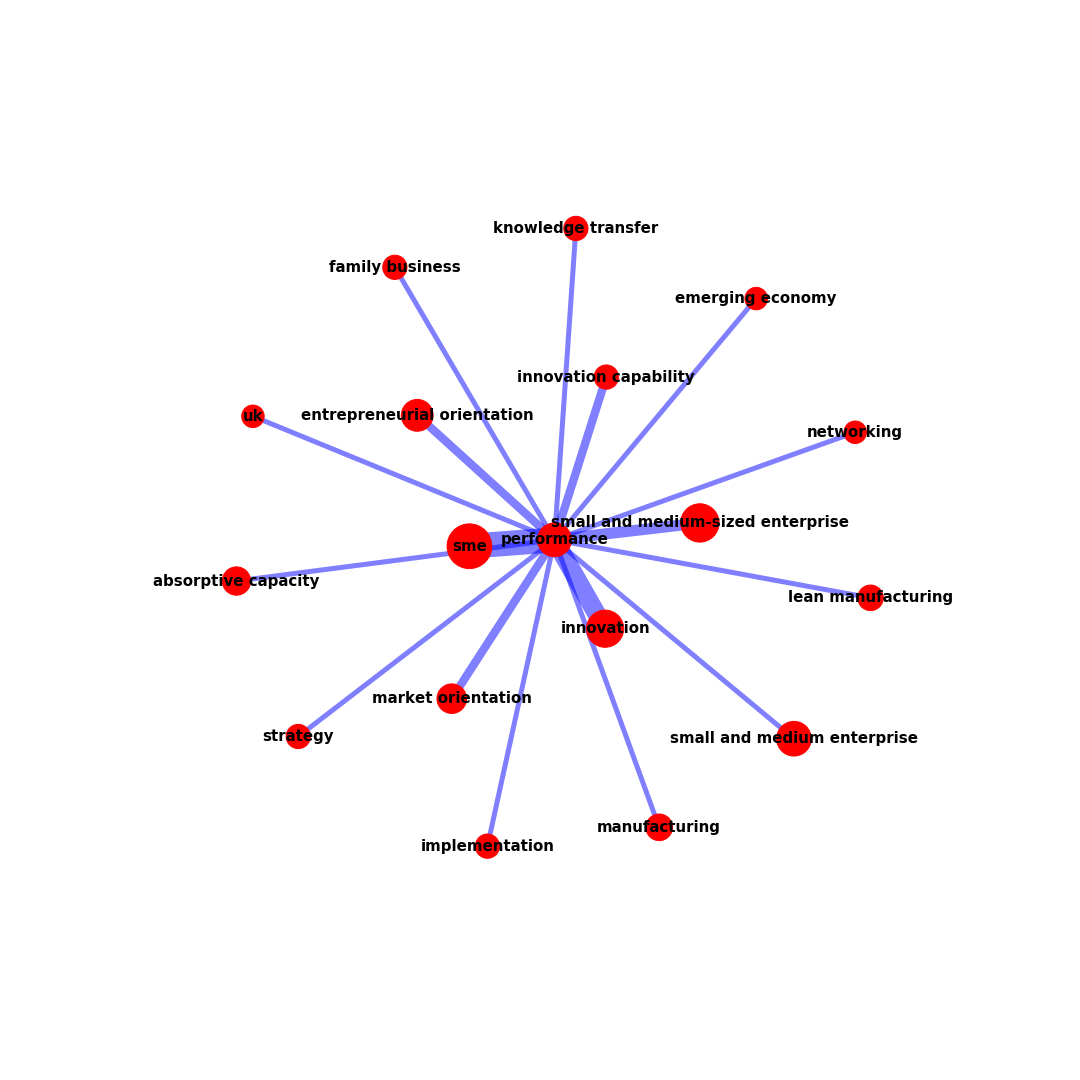 knowledge transfer
family business
emerging economy
innovation capability
entrepreneurial orientation
uk
networking
small and medium-sized enterprise
performance
sme
absorptive capacity
lean manufacturing
innovation
market orientation
strategy
small and medium enterprise
manufacturing
implementation